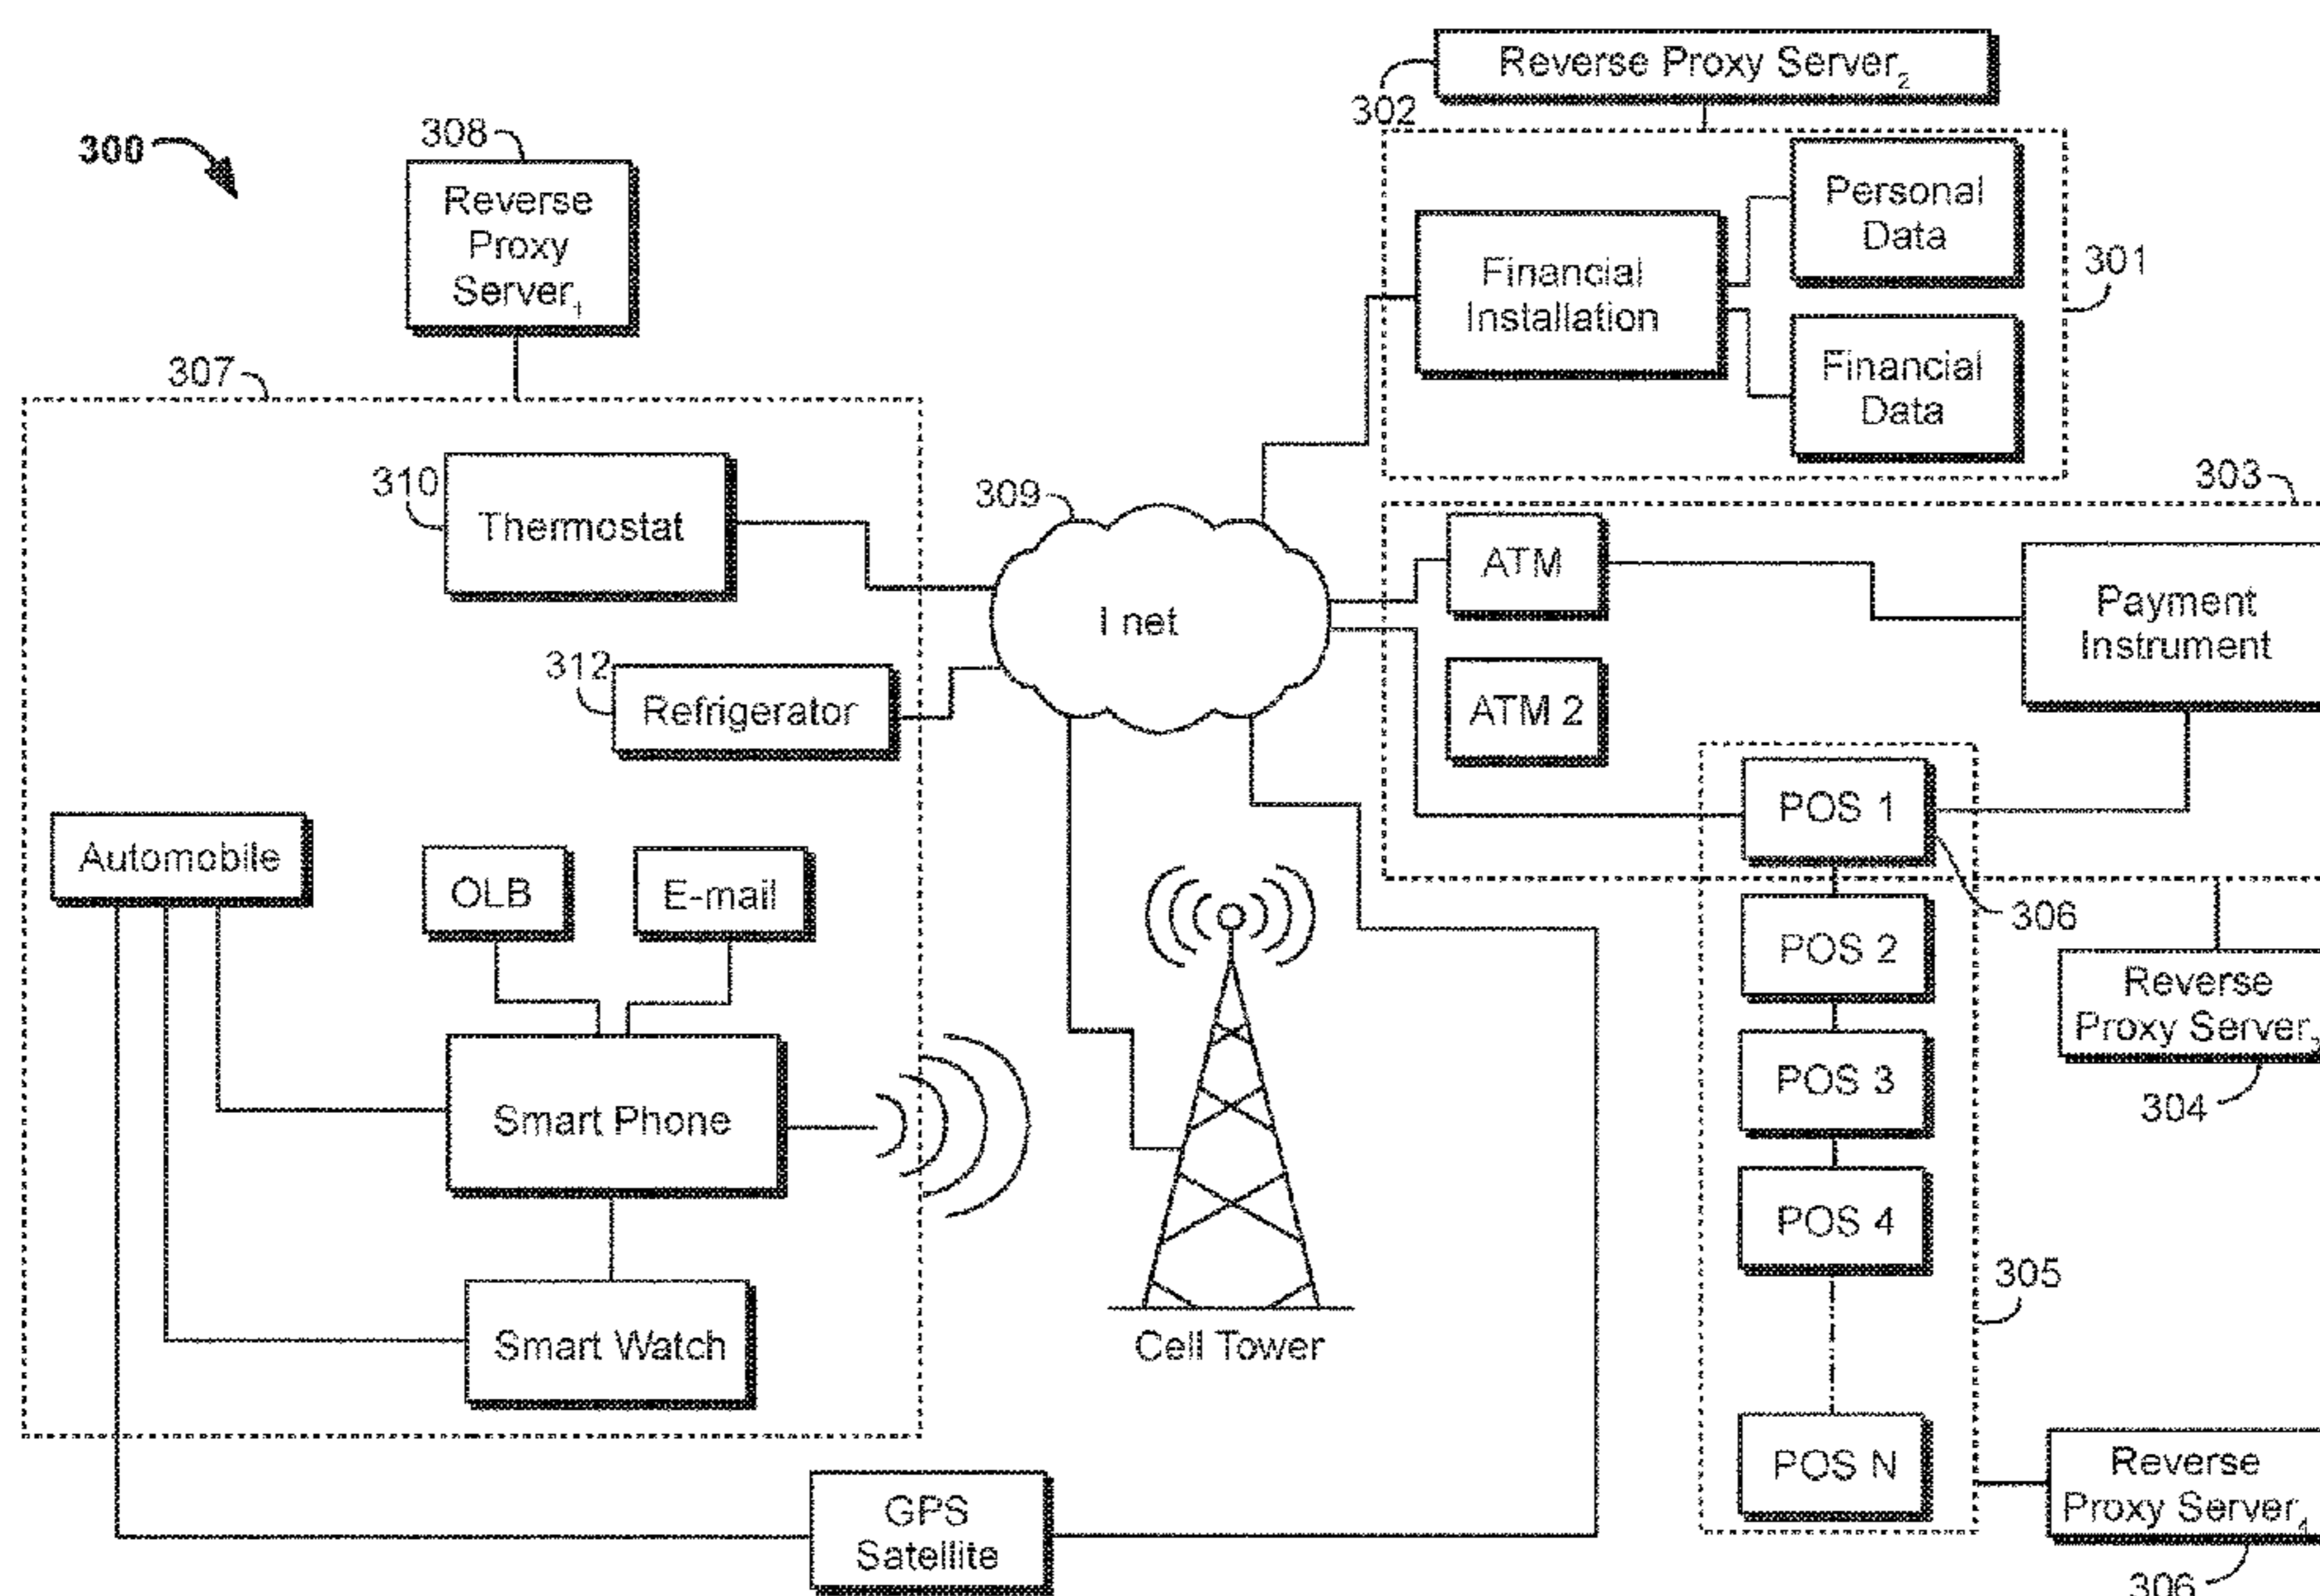 300
308
Reverse
Proxy
Server1
302
Reverse Proxy Server2
Financial
Installation
Personal
Data
Financial
Data
301
307
310
Thermostat
312
Refrigerator
Automobile
OLB
E-mail
Smart Phone
Smart Watch
309
I net
Cell Tower
GPS
Satellite
303
ATM
ATM 2
Payment
Instrument
POS 1
306
POS 2
POS 3
POS 4
POS N
305
Reverse
Proxy Server3
304
Reverse
Proxy Server4
306